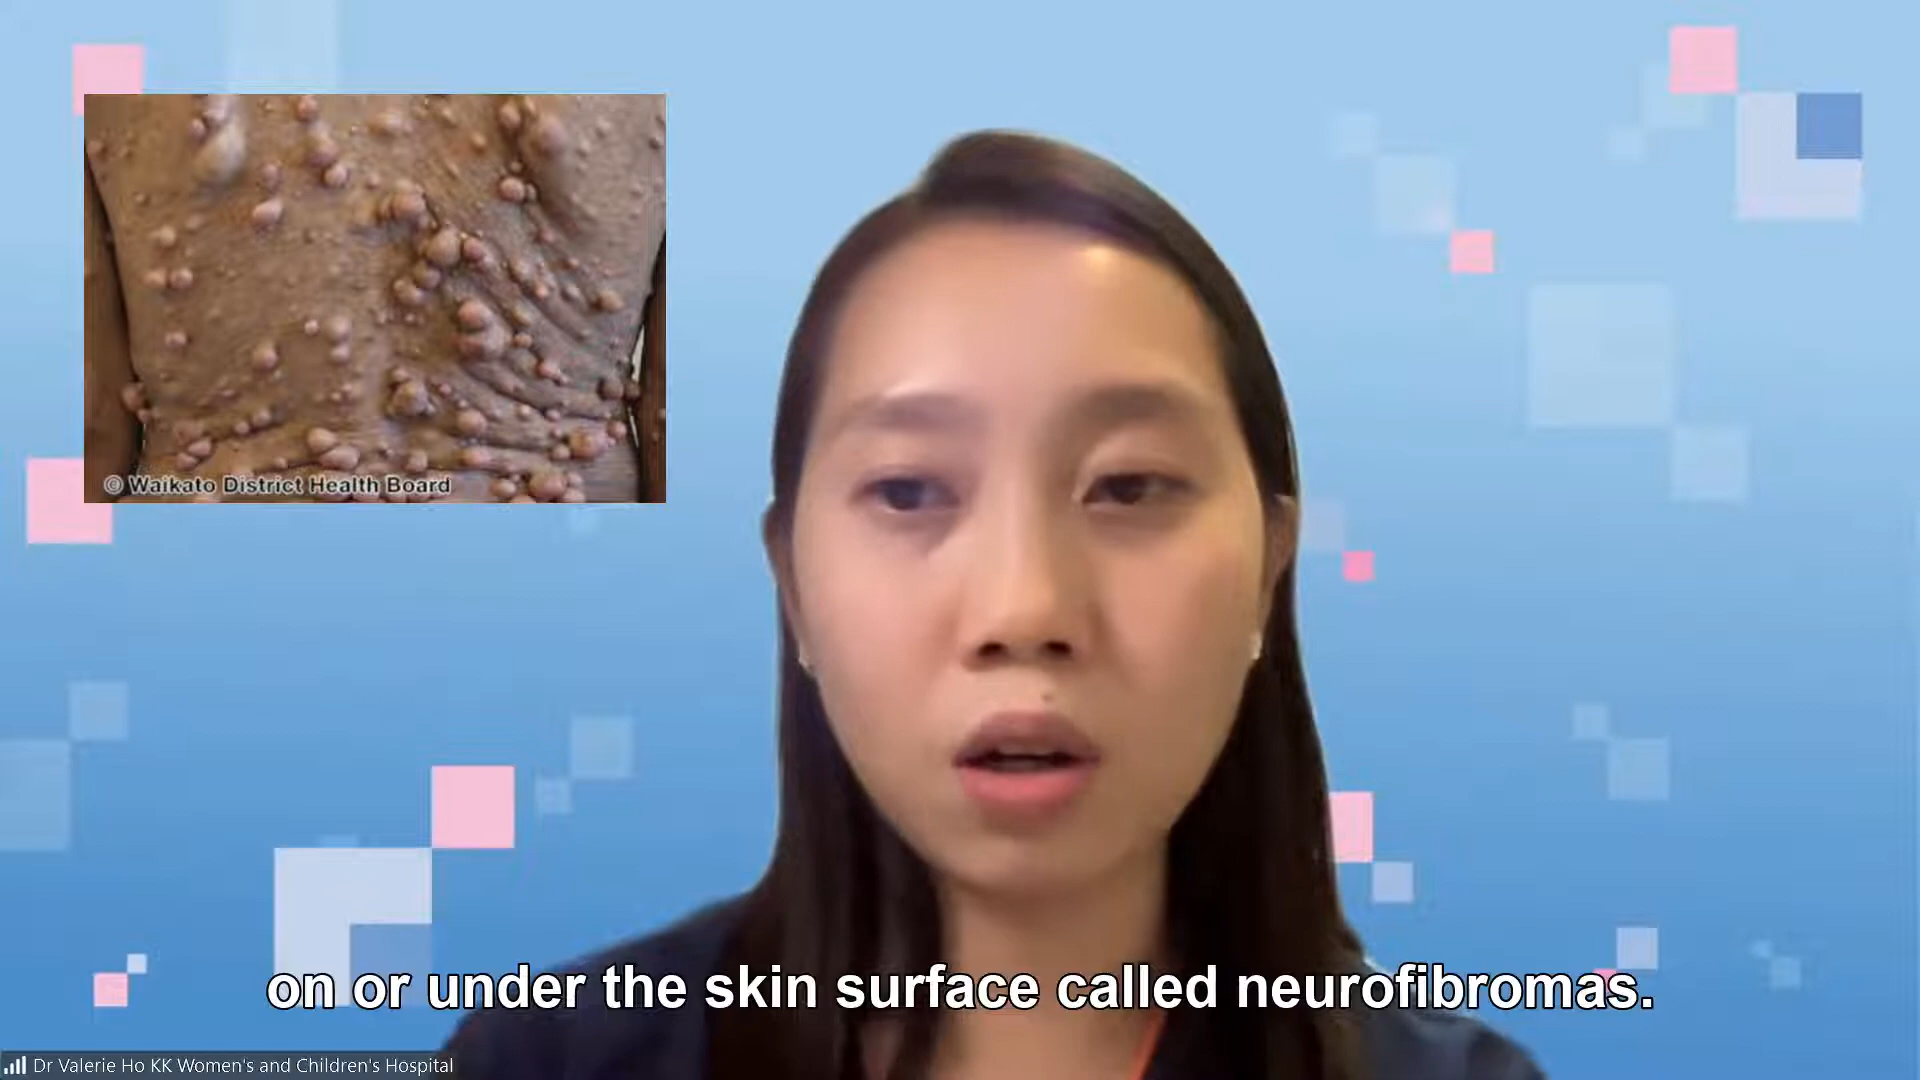 © Waikato District Health Board
on or under the skin surface called neurofibromas.
Dr Valerie Ho KK Women's and Children's Hospital